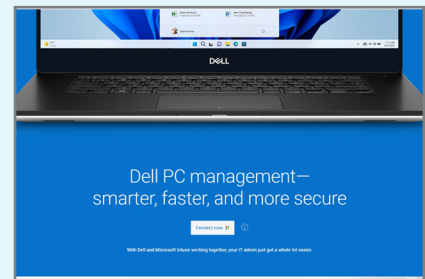 DELL
Dell PC management—
smarter, faster, and more secure
Connect now
With Dell and Microsoft Intune working together, your IT admin just got a whole lot easier.